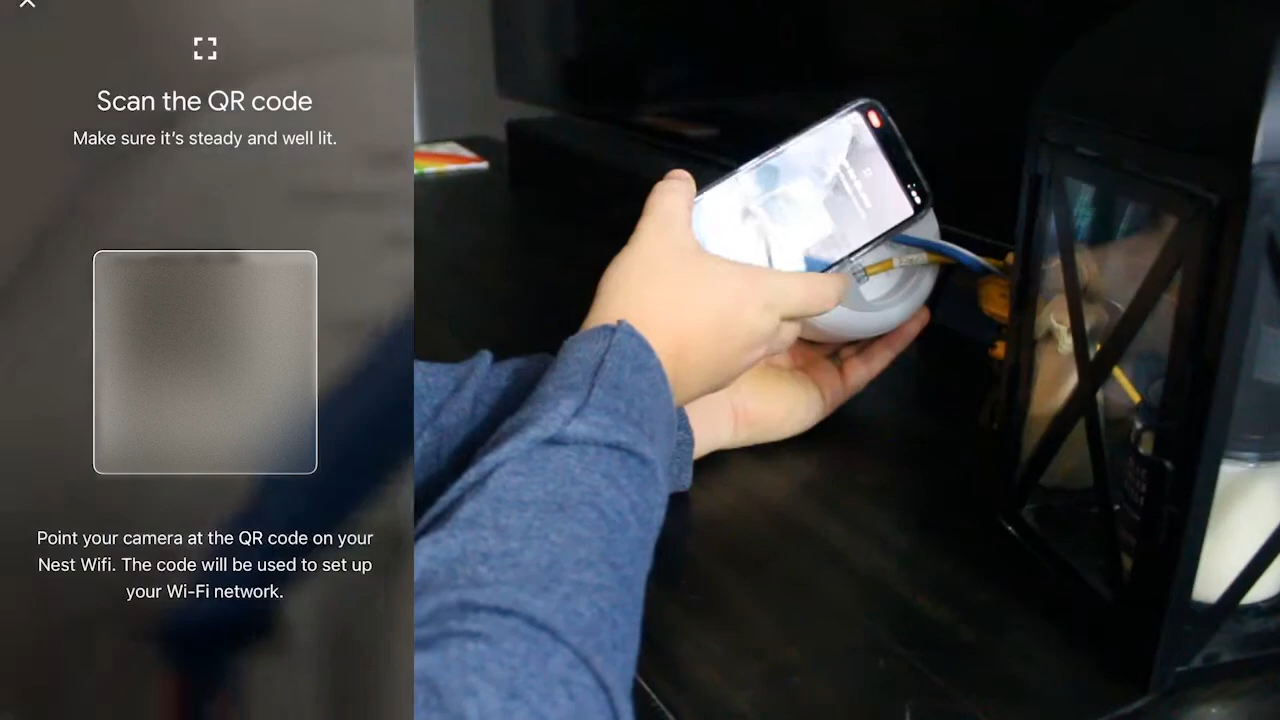 Scan the QR code
Make sure it's steady and well lit.
Point your camera at the QR code on your
Nest Wifi. The code will be used to set up
your Wi-Fi network.